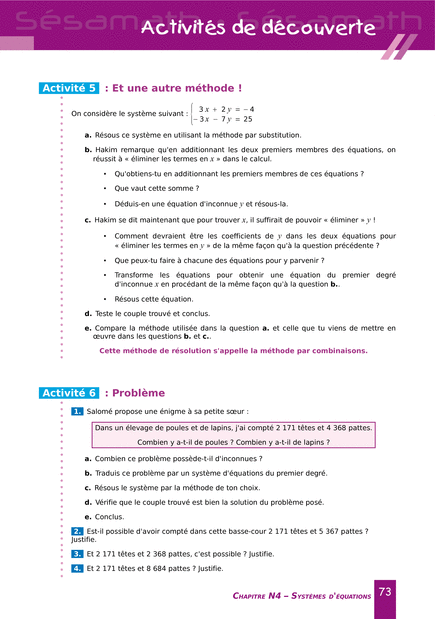 Sésamath Sésamath Sésamath
Activités de découverte
Activité 5 : Et une autre méthode !
On considère le système suivant : { 3 x + 2 y = − 4
− 3 x − 7 y = 25
a. Résous ce système en utilisant la méthode par substitution.
b. Hakim remarque qu'en additionnant les deux premiers membres des équations, on
réussit à « éliminer les termes en x » dans le calcul.
• Qu'obtiens-tu en additionnant les premiers membres de ces équations ?
• Que vaut cette somme ?
• Déduis-en une équation d'inconnue y et résous-la.
c. Hakim se dit maintenant que pour trouver x, il suffirait de pouvoir « éliminer » y !
• Comment devraient être les coefficients de y dans les deux équations pour
« éliminer les termes en y » de la même façon qu'à la question précédente ?
• Que peux-tu faire à chacune des équations pour y parvenir ?
• Transforme les équations pour obtenir une équation du premier degré
d'inconnue x en procédant de la même façon qu'à la question b..
• Résous cette équation.
d. Teste le couple trouvé et conclus.
e. Compare la méthode utilisée dans la question a. et celle que tu viens de mettre en
œuvre dans les questions b. et c..
Cette méthode de résolution s'appelle la méthode par combinaisons.
Activité 6 : Problème
1. Salomé propose une énigme à sa petite sœur :
Dans un élevage de poules et de lapins, j'ai compté 2 171 têtes et 4 368 pattes.
Combien y a-t-il de poules ? Combien y a-t-il de lapins ?
a. Combien ce problème possède-t-il d'inconnues ?
b. Traduis ce problème par un système d'équations du premier degré.
c. Résous le système par la méthode de ton choix.
d. Vérifie que le couple trouvé est bien la solution du problème posé.
e. Conclus.
2. Est-il possible d'avoir compté dans cette basse-cour 2 171 têtes et 5 367 pattes ?
Justifie.
3. Et 2 171 têtes et 2 368 pattes, c'est possible ? Justifie.
4. Et 2 171 têtes et 8 684 pattes ? Justifie.
CHAPITRE N4 – SYSTÈMES D'ÉQUATIONS 73